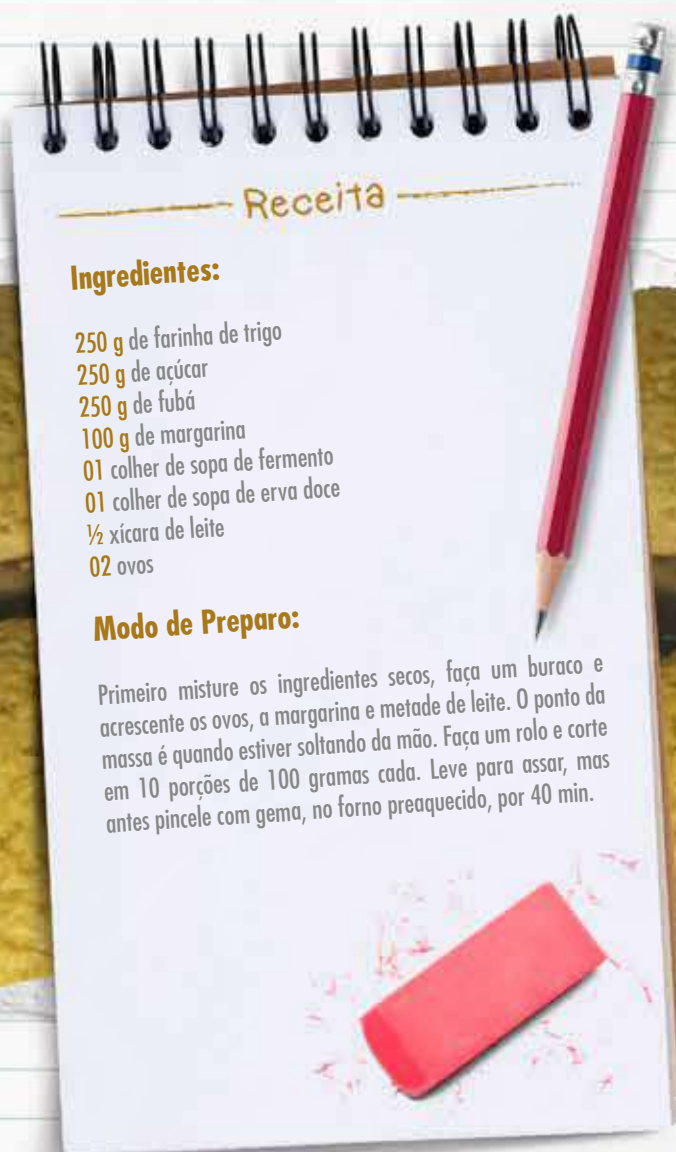 Receita
Ingredientes:
250 g de farinha de trigo
250 g de açúcar
250 g de fubá
100 g de margarina
01 colher de sopa de fermento
01 colher de sopa de erva doce
½ xícara de leite
02 ovos
Modo de Preparo:
Primeiro misture os ingredientes secos, faça um buraco e
acrescente os ovos, a margarina e metade de leite. O ponto da
massa é quando estiver soltando da mão. Faça um rolo e corte
em 10 porções de 100 gramas cada. Leve para assar, mas
antes pincele com gema, no forno preaquecido, por 40 min.